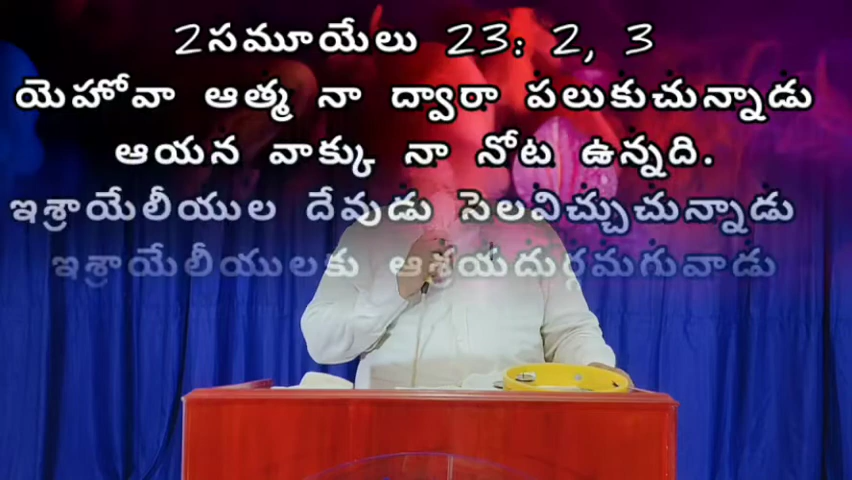 2సమూయేలు 23: 2, 3
యెహోవా ఆత్మ నా ద్వారా పలుకుచున్నాడు
ఆయన వాక్కు నా నోట ఉన్నది.
ఇశ్రాయేలీయుల దేవుడు సెలవిచ్చుచున్నాడు
ఇశ్రాయేలీయులకు ఆశ్రయదుర్గమగువాడు